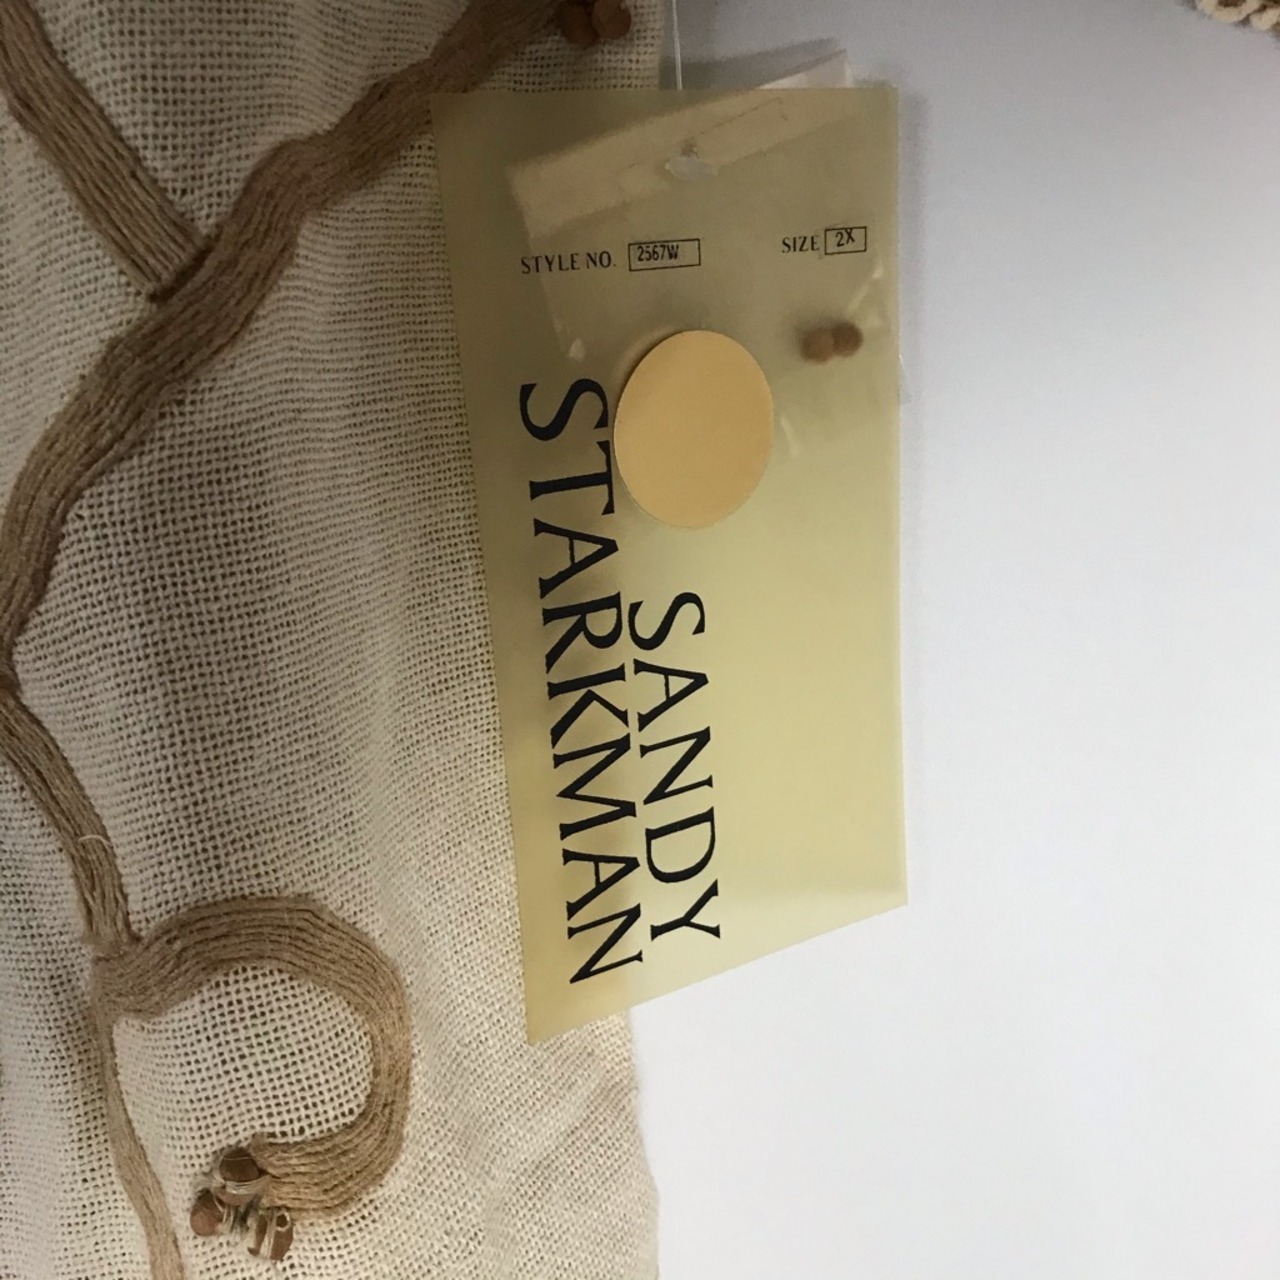 STYLE NO. 2567W SIZE 2X
SANDY
STARKMAN